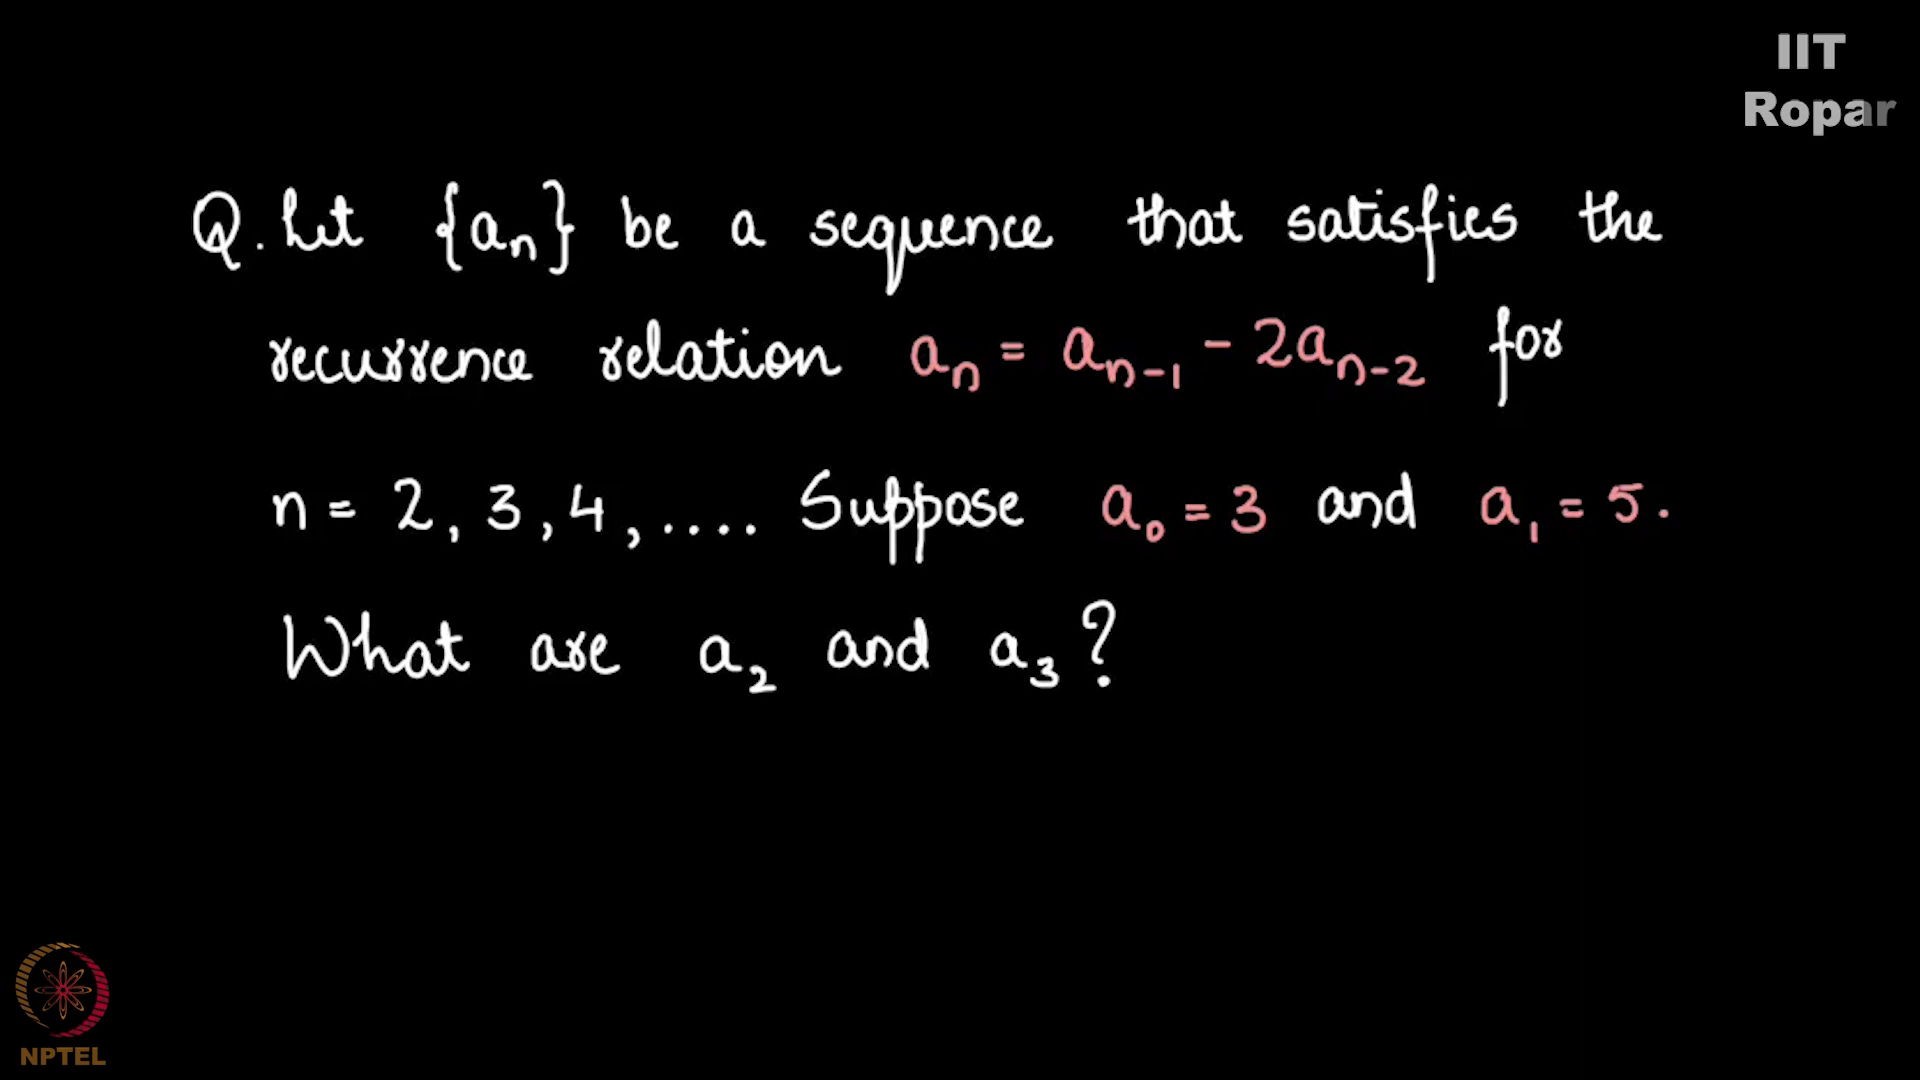 IIT
Ropar
Q. Let {aₙ} be a sequence that satisfies the
recurrence relation aₙ = aₙ₋₁ - 2aₙ₋₂ for
n = 2, 3, 4, .... Suppose a₀ = 3 and a₁ = 5.
What are a₂ and a₃?
NPTEL